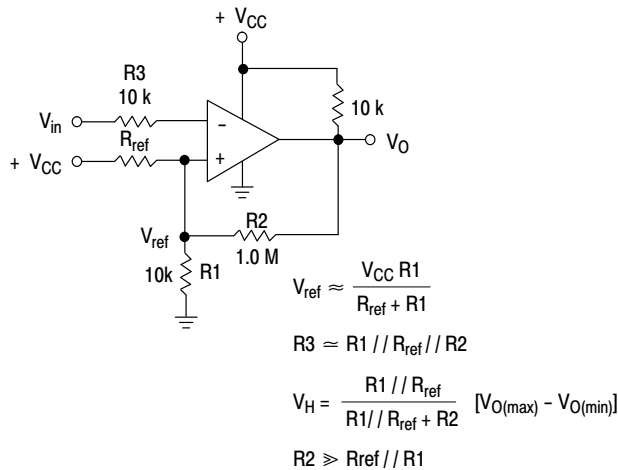 + V_CC
R3
10 k
10 k
V_in
−
R_ref
V_O
+ V_CC
+
R2
V_ref
1.0 M
10k
R1
V_ref ≈ V_CC R1 / R_ref + R1
R3 ≃ R1 // R_ref // R2
V_H = R1 // R_ref / R1// R_ref + R2 [V_O(max) − V_O(min)]
R2 ≫ Rref // R1